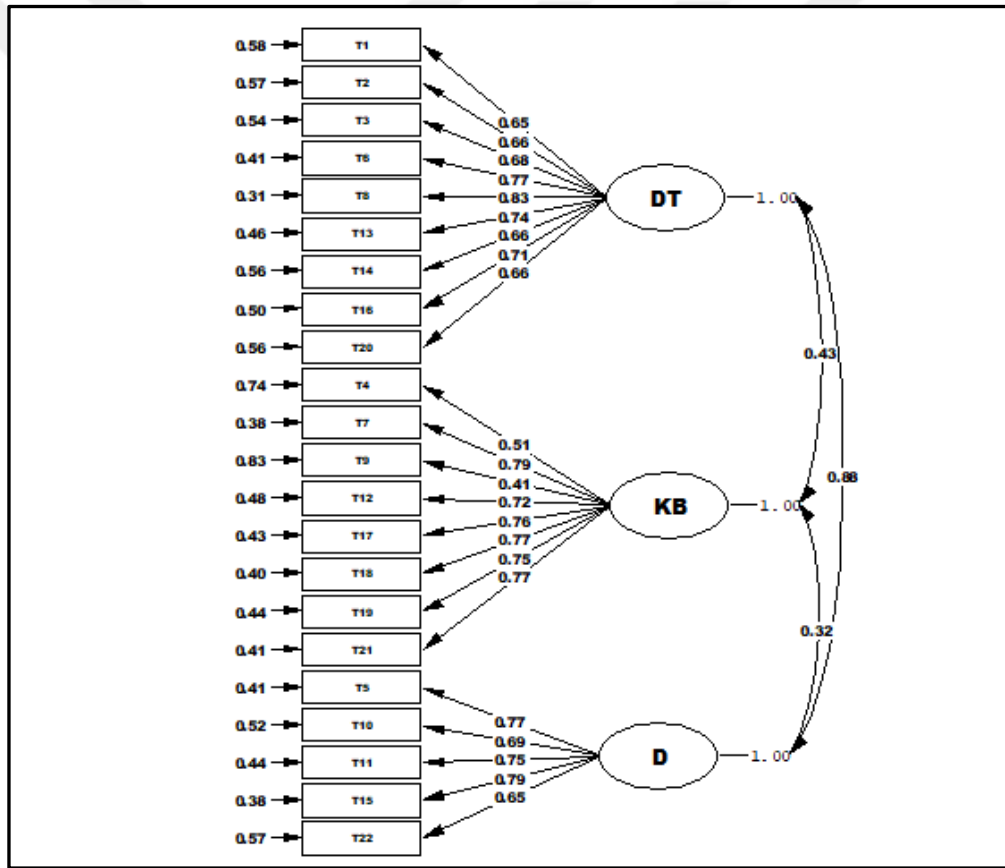 0.58 T1
0.57 T2
0.54 T3
0.41 T6
0.31 T8
0.46 T13
0.56 T14
0.50 T16
0.56 T20
0.74 T4
0.38 T7
0.83 T9
0.48 T12
0.43 T17
0.40 T18
0.44 T19
0.41 T21
0.41 T5
0.52 T10
0.44 T11
0.38 T15
0.57 T22
0.65
0.66
0.68
0.77
0.83
0.74
0.66
0.71
0.66
0.51
0.79
0.41
0.72
0.76
0.77
0.75
0.77
0.77
0.69
0.75
0.79
0.65
DT 1.00
KB 1.00
D 1.00
0.43
0.88
0.32